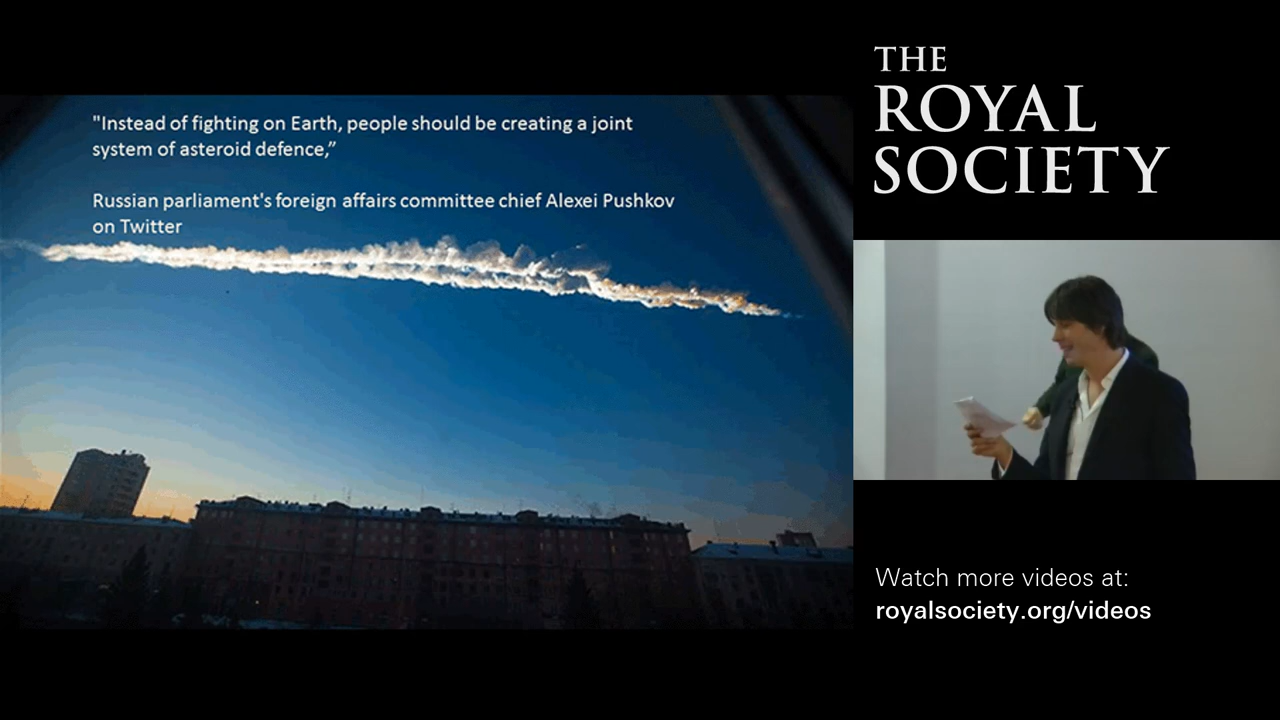 "Instead of fighting on Earth, people should be creating a joint
system of asteroid defence,”
Russian parliament's foreign affairs committee chief Alexei Pushkov
on Twitter
THE
ROYAL
SOCIETY
Watch more videos at:
royalsociety.org/videos